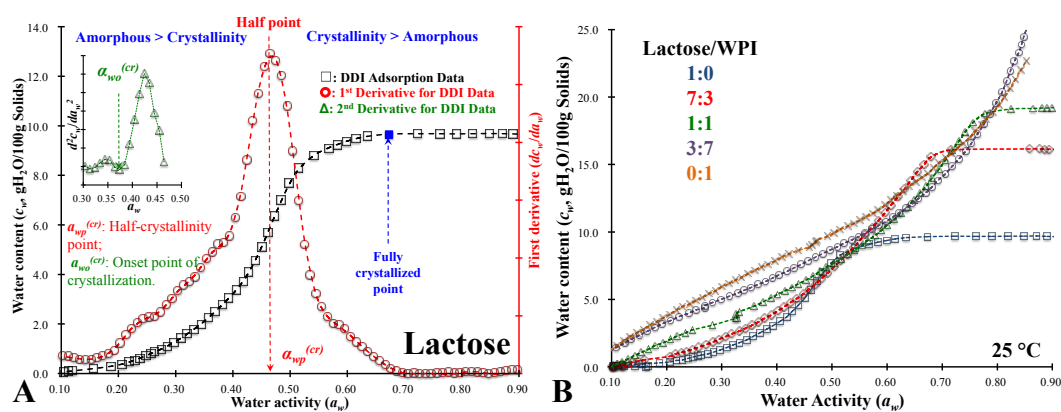 Half point
Amorphous > Crystallinity
Crystallinity > Amorphous
α_wo^(cr)
□: DDI Adsorption Data
O: 1st Derivative for DDI Data
Δ: 2nd Derivative for DDI Data
d²c_w/da_w²
0.1 0.2 0.3 0.4 0.50
a_w
a_wp^(cr): Half-crystallinity
point;
a_wo^(cr): Onset point of
crystallization.
Fully
crystallized
point
α_wp^(cr)
Lactose
Water content (c_w, gH₂O/100g Solids)
14.0
12.0
10.0
8.0
6.0
4.0
2.0
0.0
First derivative (dc_w/da_w)
0.10 0.20 0.30 0.40 0.50 0.60 0.70 0.80 0.90
Water activity (a_w)
A
Lactose/WPI
1:0
7:3
1:1
3:7
0:1
25 °C
Water content (c_w, gH₂O/100g Solids)
25.0
20.0
15.0
10.0
5.0
0.0
0.10 0.20 0.30 0.40 0.50 0.60 0.70 0.80 0.90
Water Activity (a_w)
B